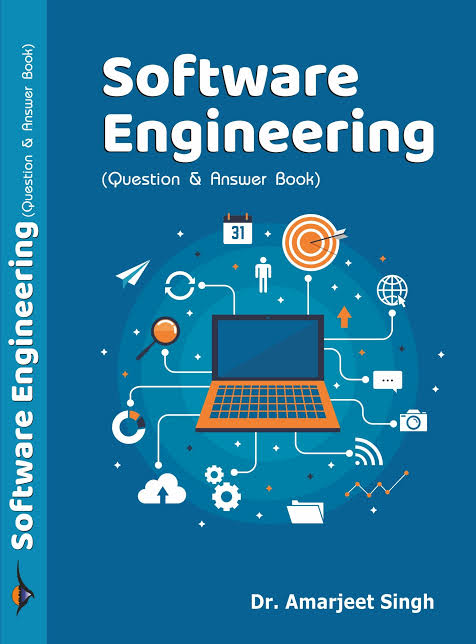 Software Engineering (Question & Answer Book)
Software
Engineering
(Question & Answer Book)
31
Dr. Amarjeet Singh